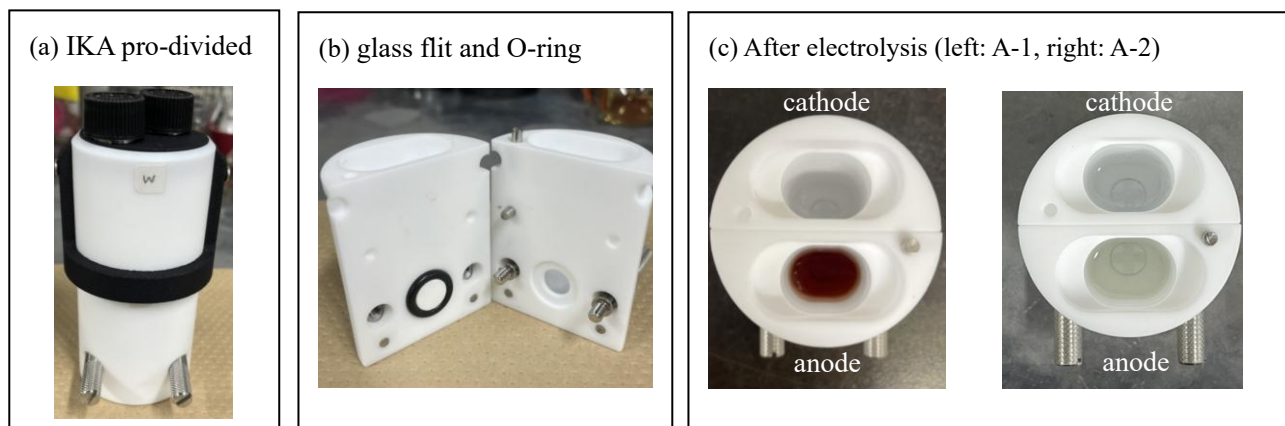 (a) IKA pro-divided
W
(b) glass flit and O-ring
(c) After electrolysis (left: A-1, right: A-2)
cathode
cathode
anode
anode